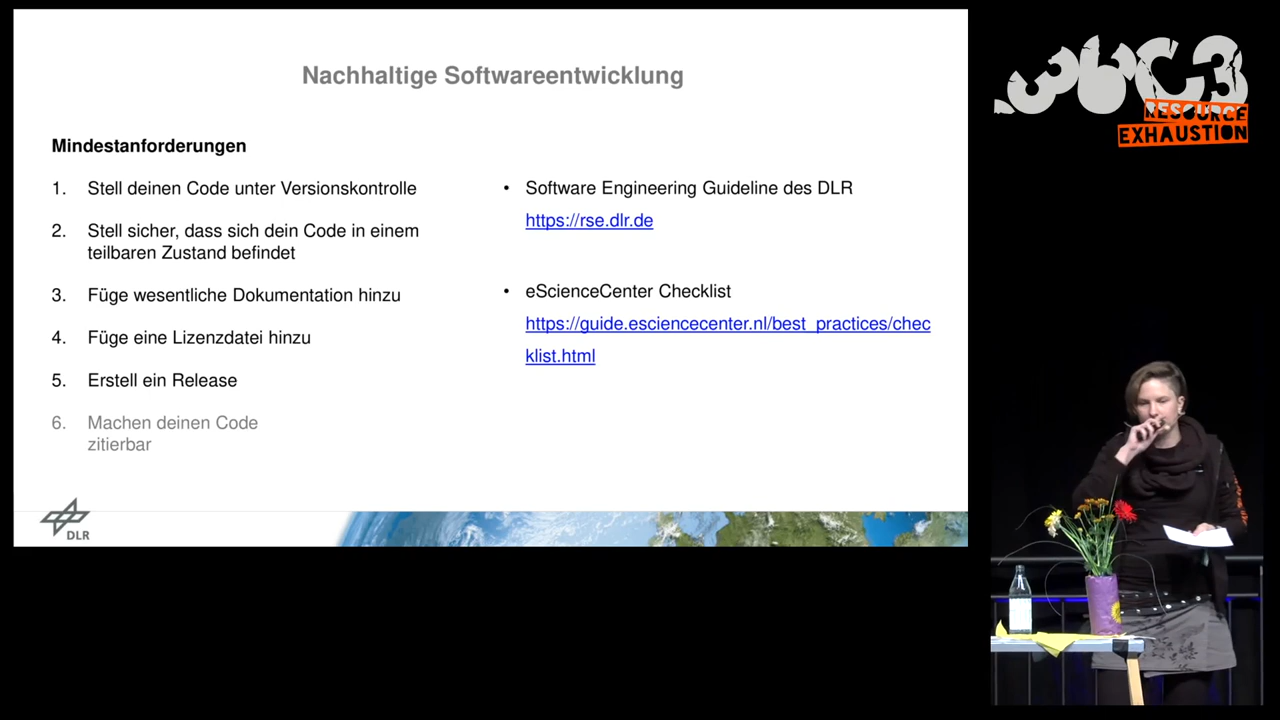 Nachhaltige Softwareentwicklung
Mindestanforderungen
1. Stell deinen Code unter Versionskontrolle
2. Stell sicher, dass sich dein Code in einem
teilbaren Zustand befindet
3. Füge wesentliche Dokumentation hinzu
4. Füge eine Lizenzdatei hinzu
5. Erstell ein Release
6. Machen deinen Code
zitierbar
• Software Engineering Guideline des DLR
https://rse.dlr.de
• eScienceCenter Checklist
https://guide.esciencecenter.nl/best_practices/chec
klist.html
DLR
36C3
RESOURCE
EXHAUSTION